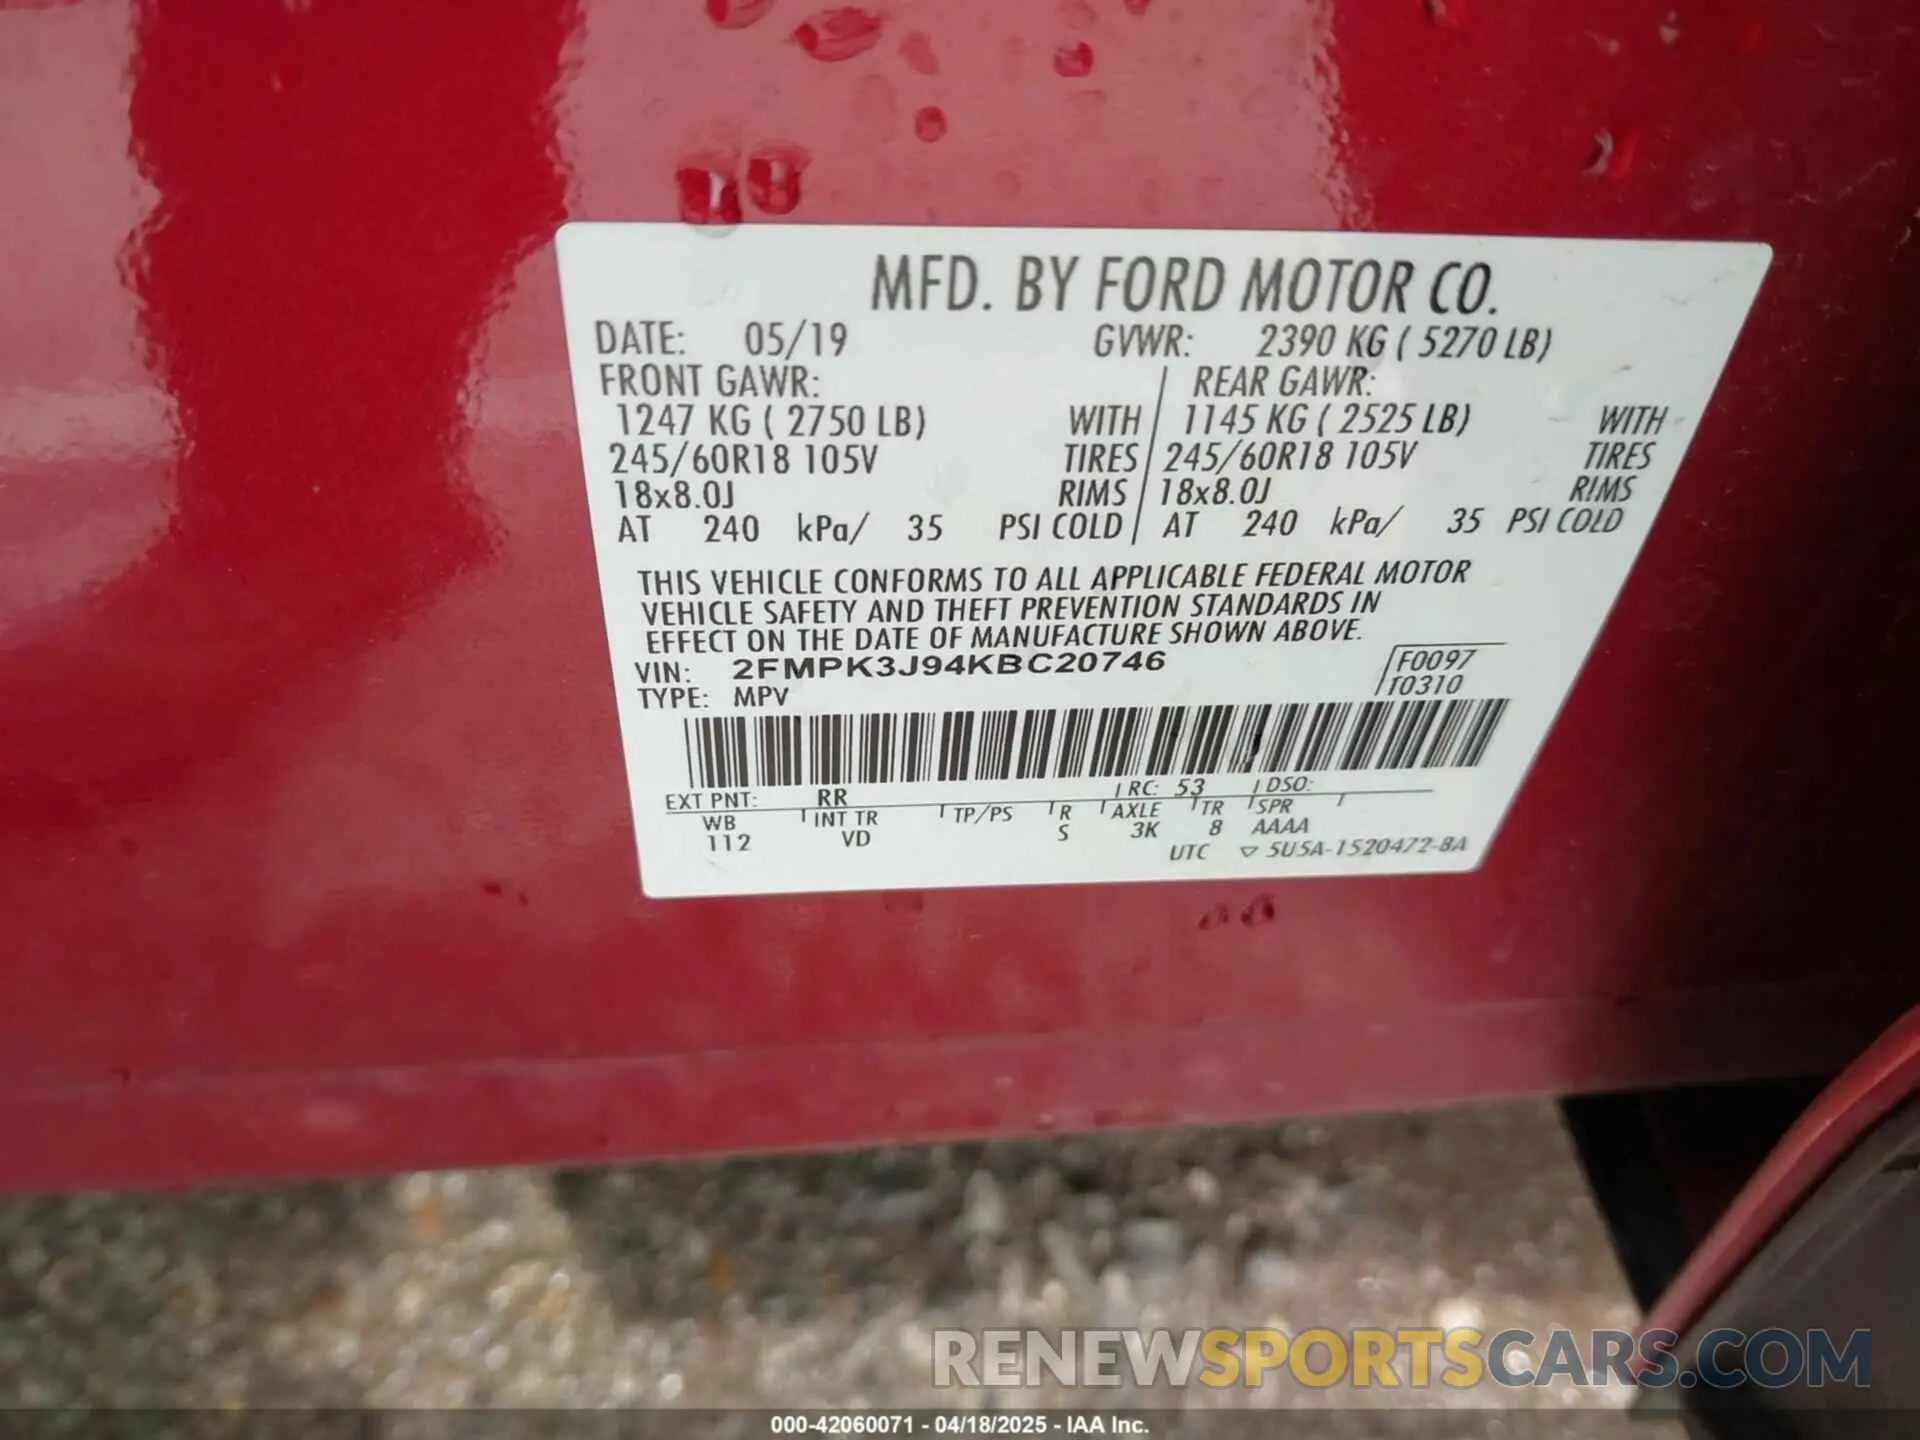 MFD. BY FORD MOTOR CO.
DATE: 05/19 GVWR: 2390 KG ( 5270 LB)
FRONT GAWR: REAR GAWR:
1247 KG ( 2750 LB) WITH 1145 KG ( 2525 LB) WITH
245/60R18 105V TIRES 245/60R18 105V TIRES
18x8.0J RIMS 18x8.0J RIMS
AT 240 kPa/ 35 PSI COLD AT 240 kPa/ 35 PSI COLD
THIS VEHICLE CONFORMS TO ALL APPLICABLE FEDERAL MOTOR
VEHICLE SAFETY AND THEFT PREVENTION STANDARDS IN
EFFECT ON THE DATE OF MANUFACTURE SHOWN ABOVE.
VIN: 2FMPK3J94KBC20746 F0097
TYPE: MPV T0310
EXT PNT: RR RC: 53 DSO:
WB INT TR TP/PS R AXLE TR SPR
112 VD S 3K 8 AAAA
UTC ▽ 5U5A-1520472-BA
RENEWSPORTSCARS.COM
000-42060071 - 04/18/2025 - IAA Inc.